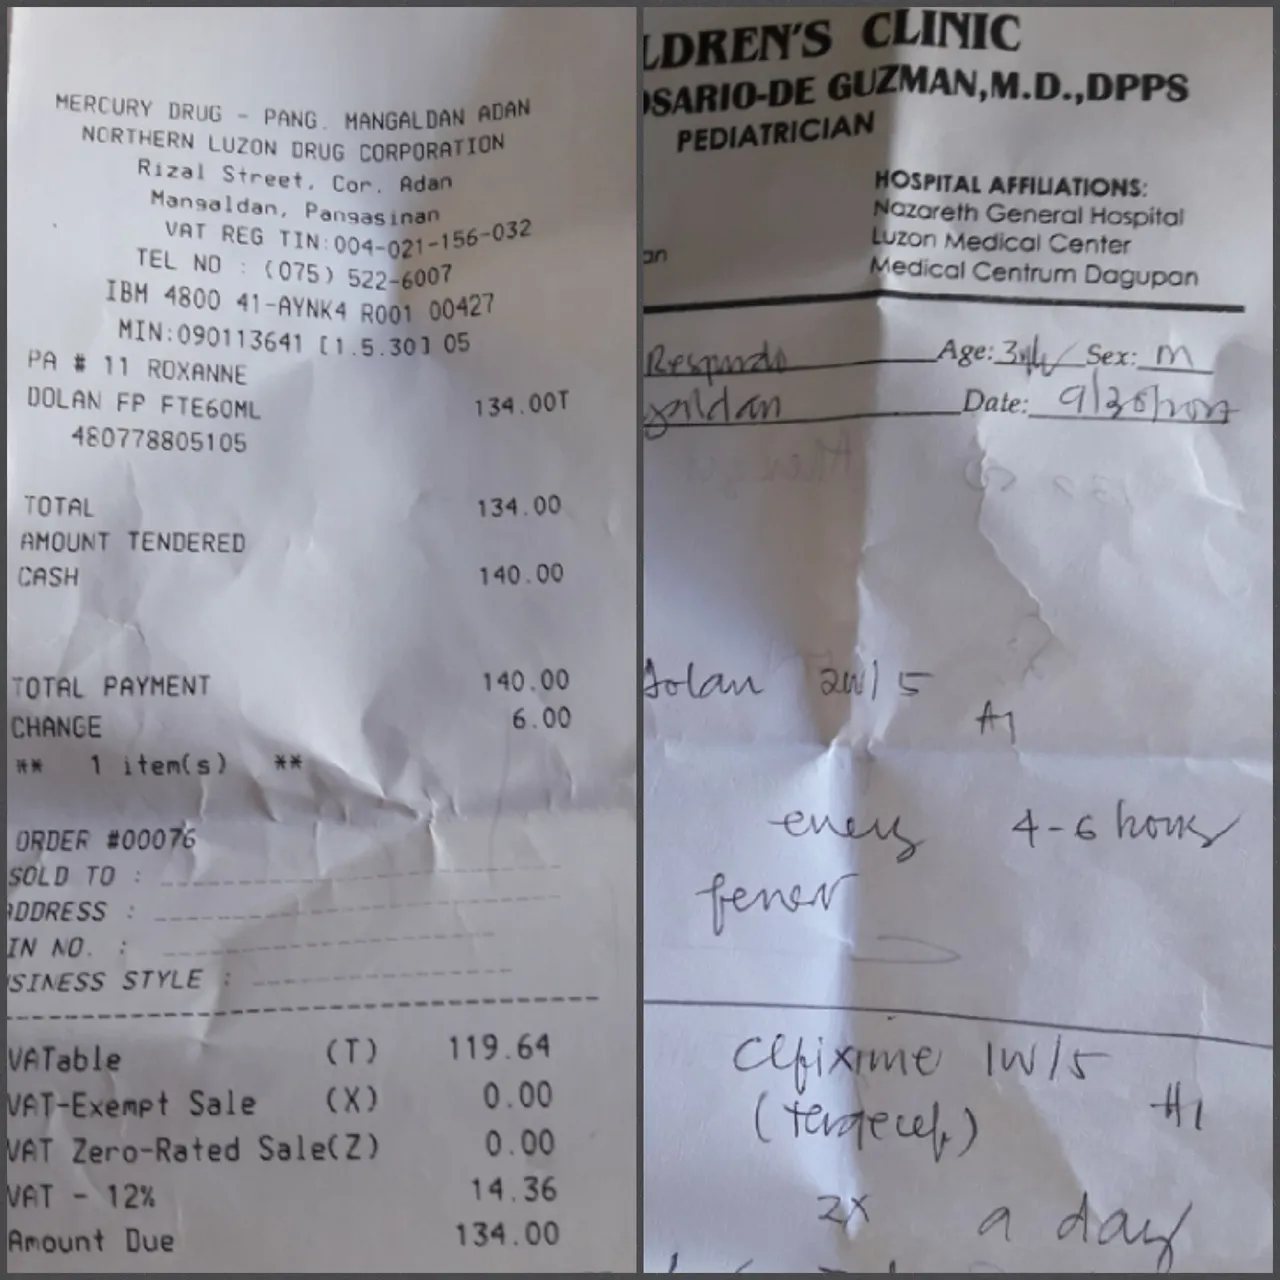 MERCURY DRUG - PANG. MANGALDAN ADAN
NORTHERN LUZON DRUG CORPORATION
Rizal Street, Cor. Adan
Mangaldan, Pangasinan
VAT REG TIN:004-021-156-032
TEL NO : (075) 522-6007
IBM 4800 41-AYNK4 R001 00427
MIN:090113641 [1.5.30] 05
PA # 11 ROXANNE
DOLAN FP FTE60ML 134.00T
480778805105
TOTAL 134.00
AMOUNT TENDERED
CASH 140.00
TOTAL PAYMENT 140.00
CHANGE 6.00
** 1 item(s) **
ORDER #00076
SOLD TO :
DDRESS :
IN NO. :
SINESS STYLE :
VATable (T) 119.64
VAT-Exempt Sale (X) 0.00
VAT Zero-Rated Sale(Z) 0.00
VAT - 12% 14.36
Amount Due 134.00
LDREN'S CLINIC
OSARIO-DE GUZMAN,M.D.,DPPS
PEDIATRICIAN
HOSPITAL AFFILIATIONS:
Nazareth General Hospital
Luzon Medical Center
an
Medical Centrum Dagupan
Age: Sex: M
Date:
Dolan
every 4-6 hours
fever
Cefixime
#1
2x a day